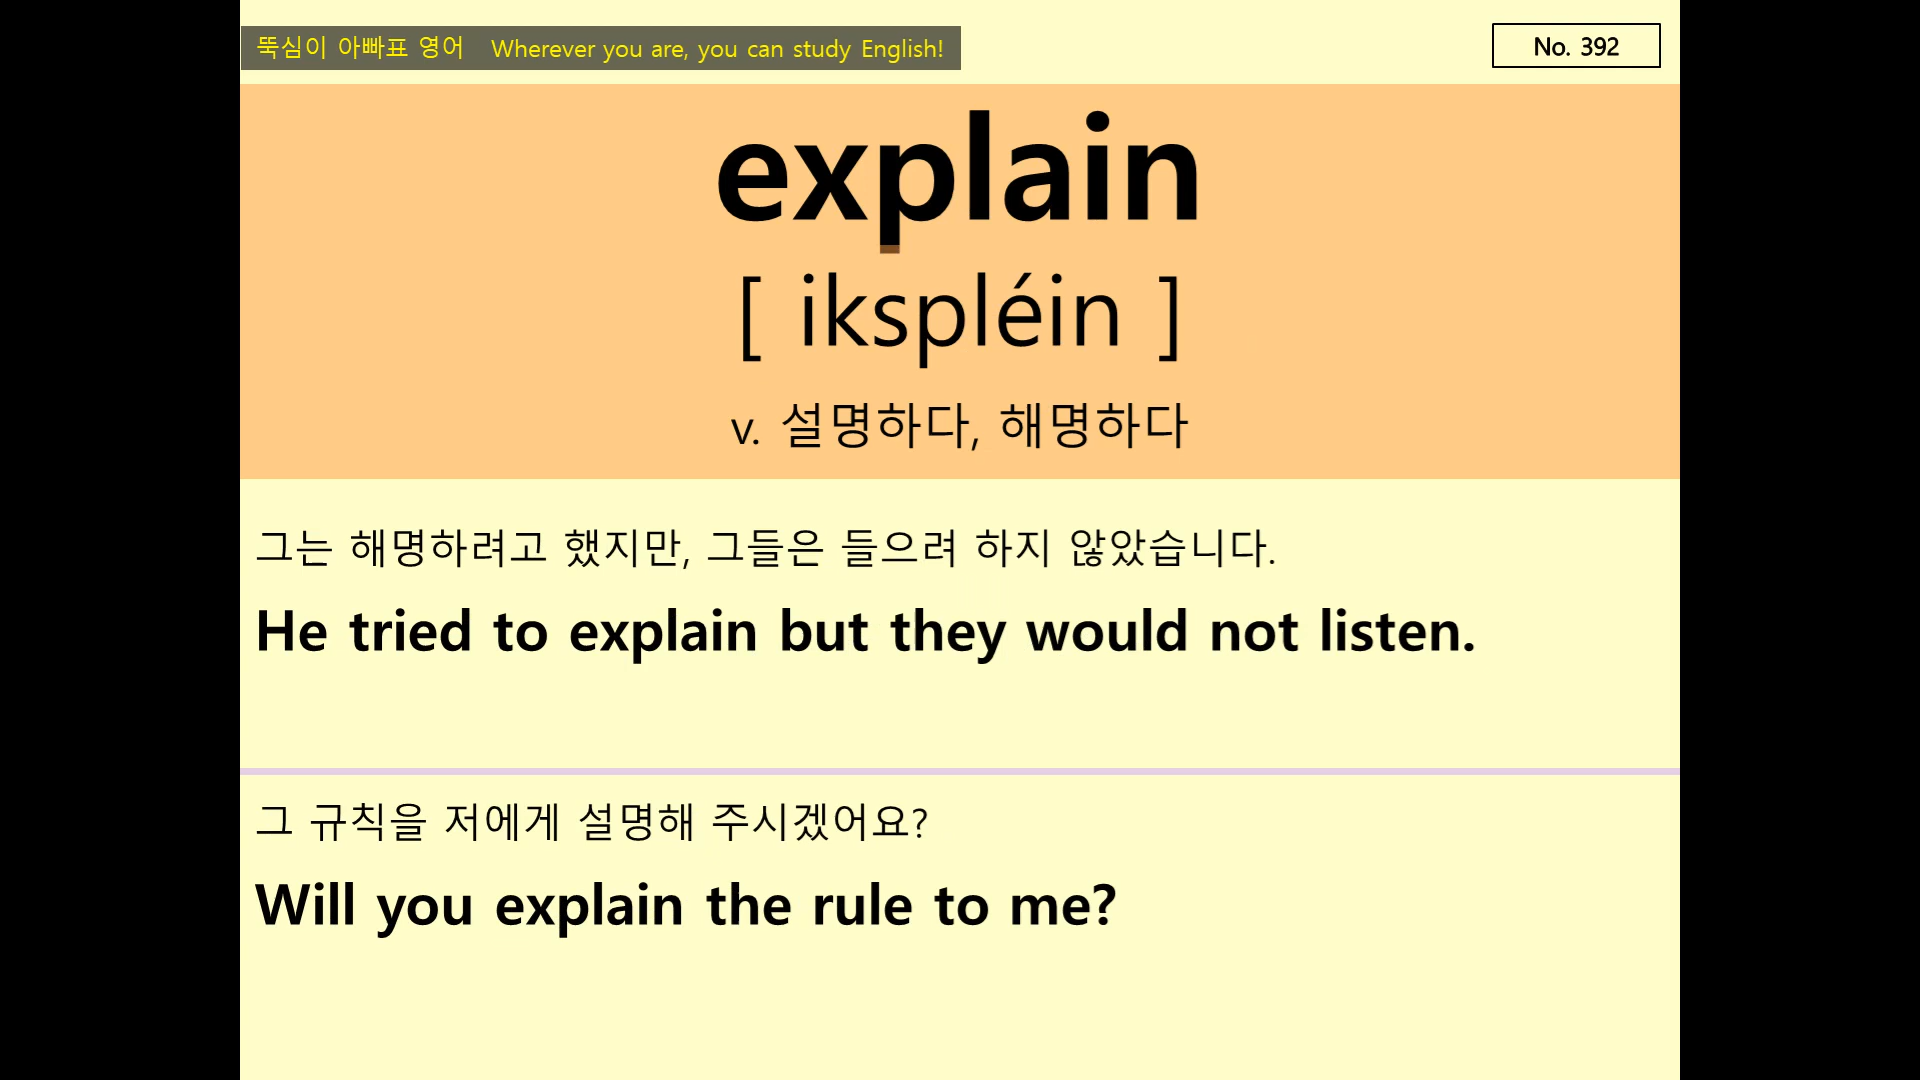 뚝심이 아빠표 영어 Wherever you are, you can study English!
No. 392
explain
[ ikspléin ]
v. 설명하다, 해명하다
그는 해명하려고 했지만, 그들은 들으려 하지 않았습니다.
He tried to explain but they would not listen.
그 규칙을 저에게 설명해 주시겠어요?
Will you explain the rule to me?